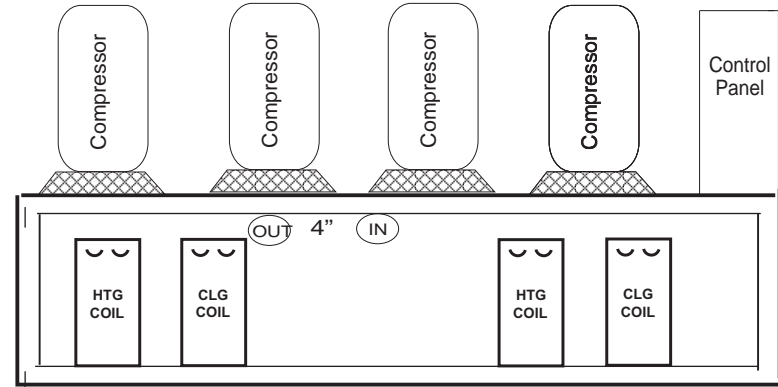 Compressor
Compressor
Compressor
Compressor
Control
Panel
OUT 4” IN
HTG
COIL
CLG
COIL
HTG
COIL
CLG
COIL